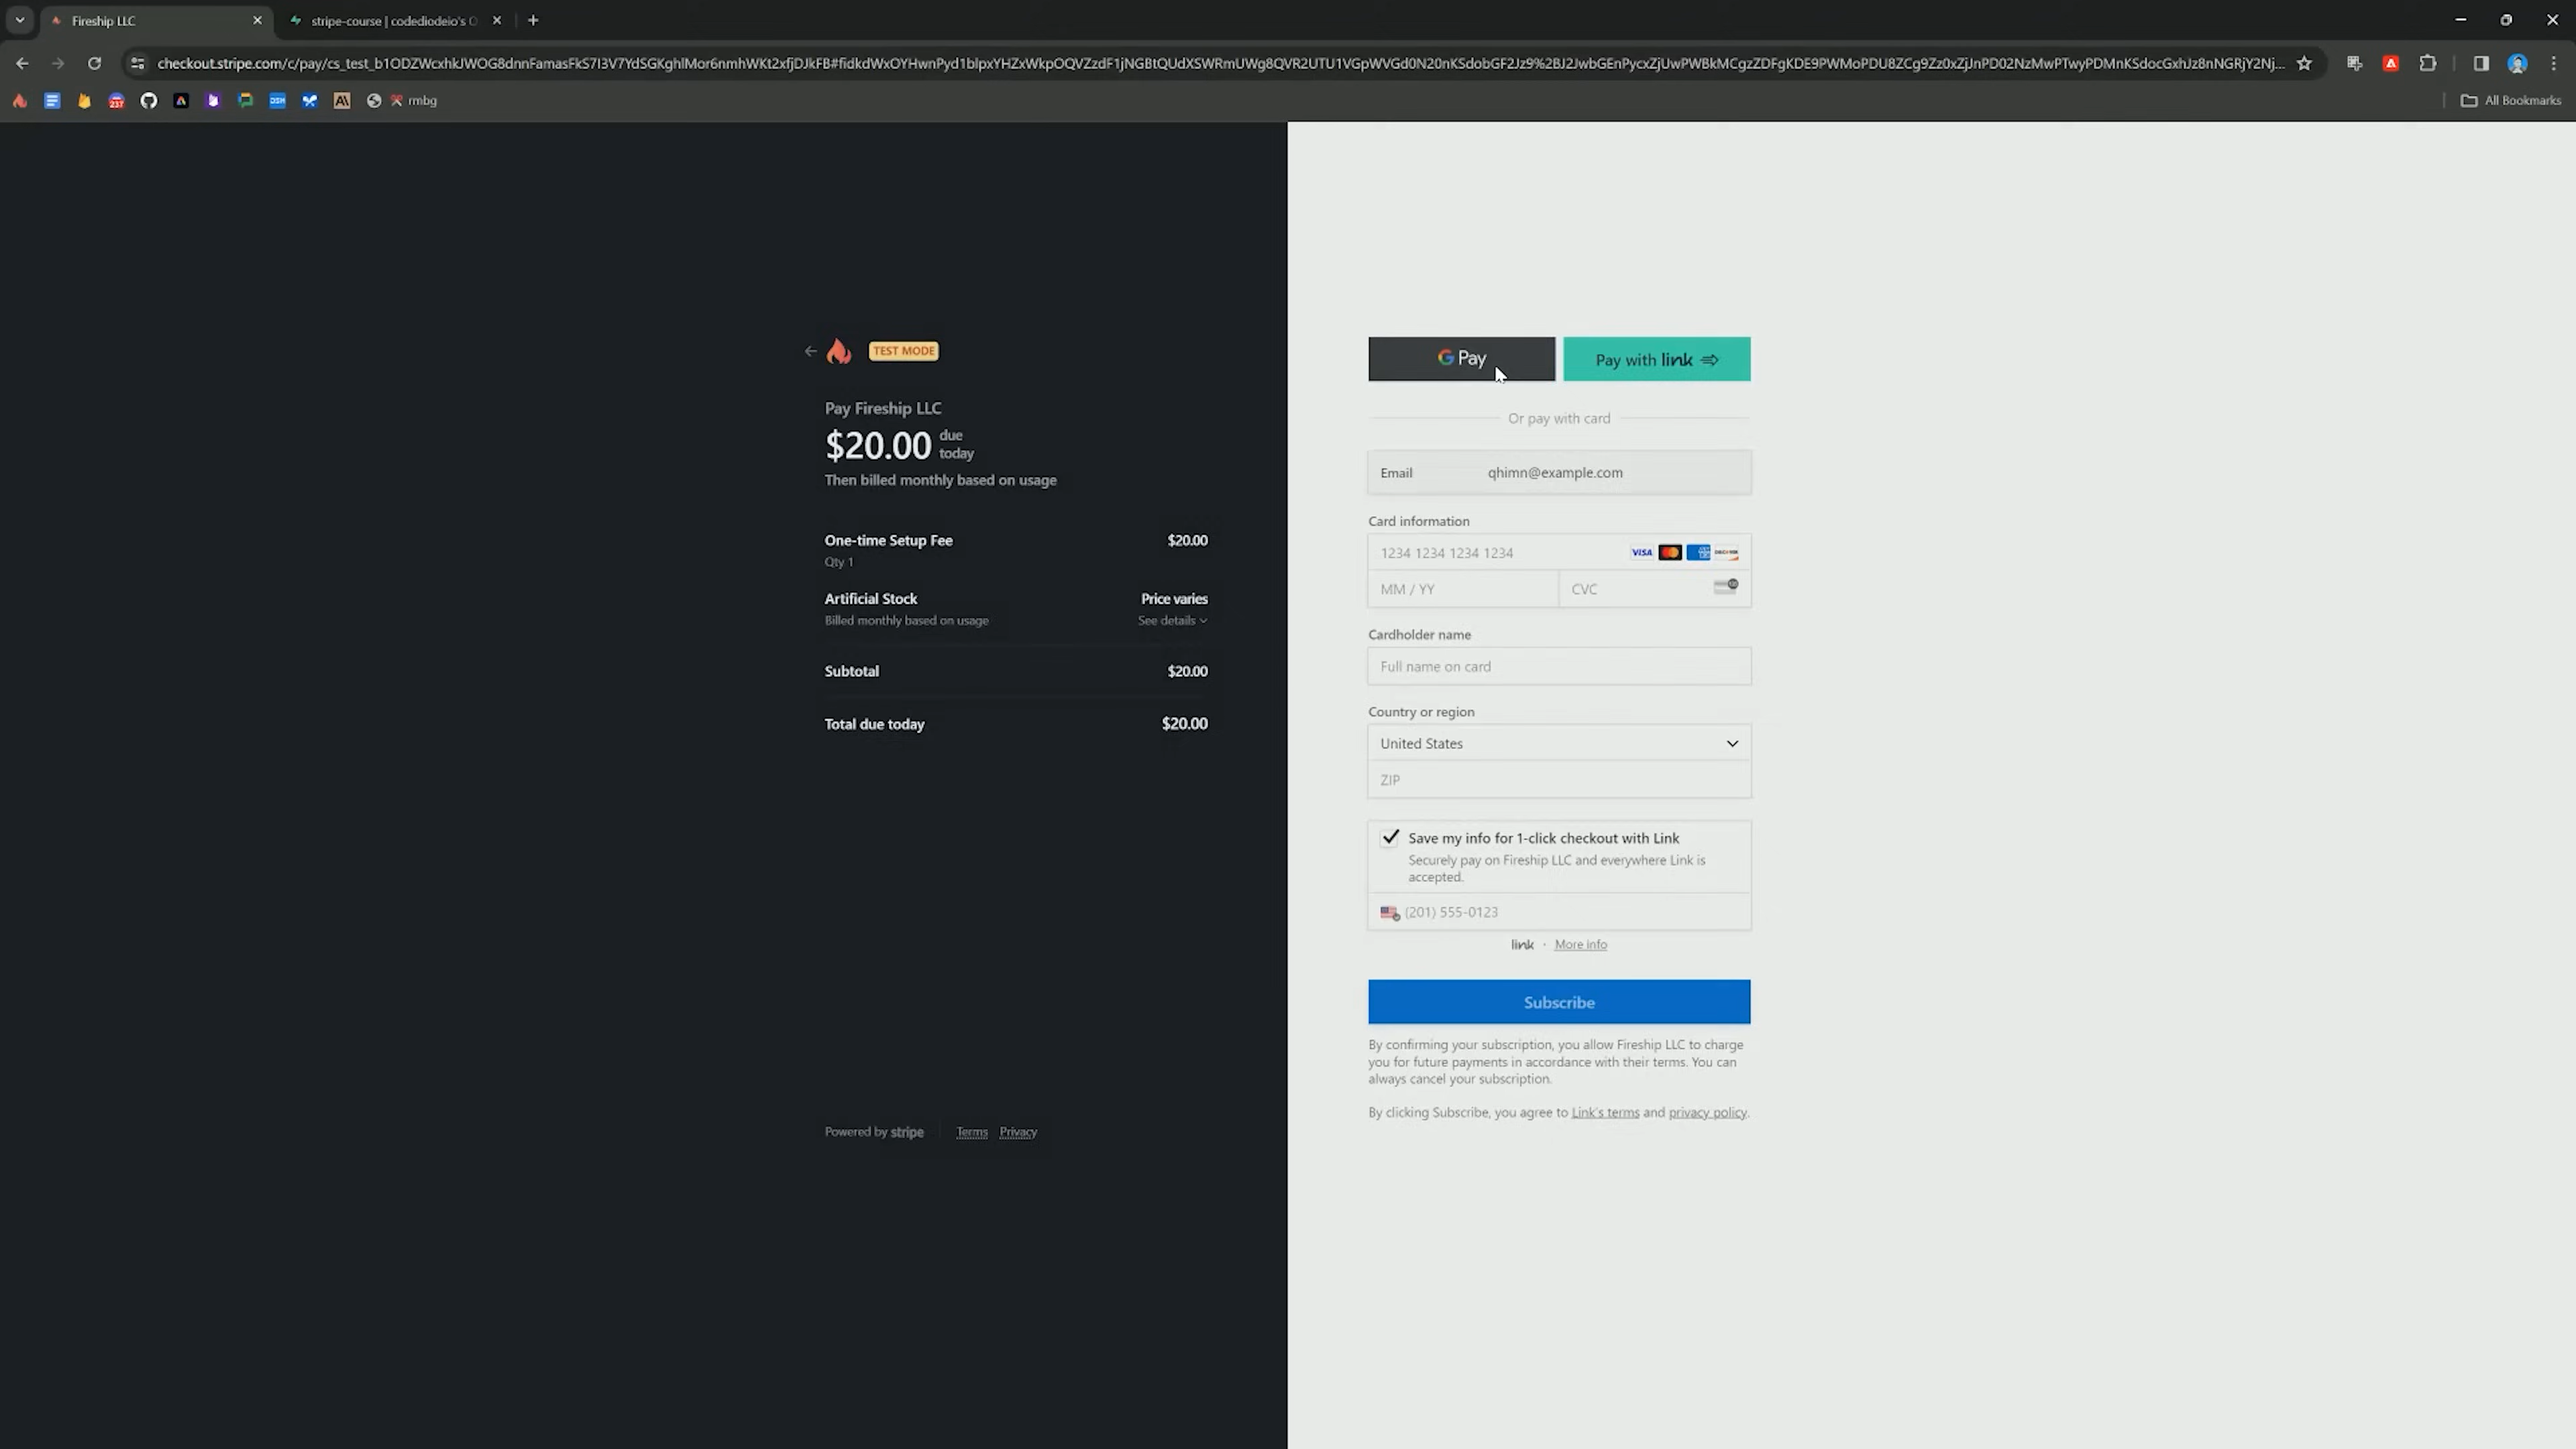 Fireship LLC
stripe-course | codediodeio's O
rmbg
All Bookmarks
TEST MODE
Pay Fireship LLC
$20.00 due today
Then billed monthly based on usage
One-time Setup Fee $20.00
Qty 1
Artificial Stock Price varies
Billed monthly based on usage See details
Subtotal $20.00
Total due today $20.00
Powered by stripe Terms Privacy
G Pay Pay with link
Or pay with card
Email qhimn@example.com
Card information
1234 1234 1234 1234 VISA
MM / YY CVC
Cardholder name
Full name on card
Country or region
United States
ZIP
Save my info for 1-click checkout with Link
Securely pay on Fireship LLC and everywhere Link is
accepted.
(201) 555-0123
link · More info
Subscribe
By confirming your subscription, you allow Fireship LLC to charge
you for future payments in accordance with their terms. You can
always cancel your subscription.
By clicking Subscribe, you agree to Link's terms and privacy policy.